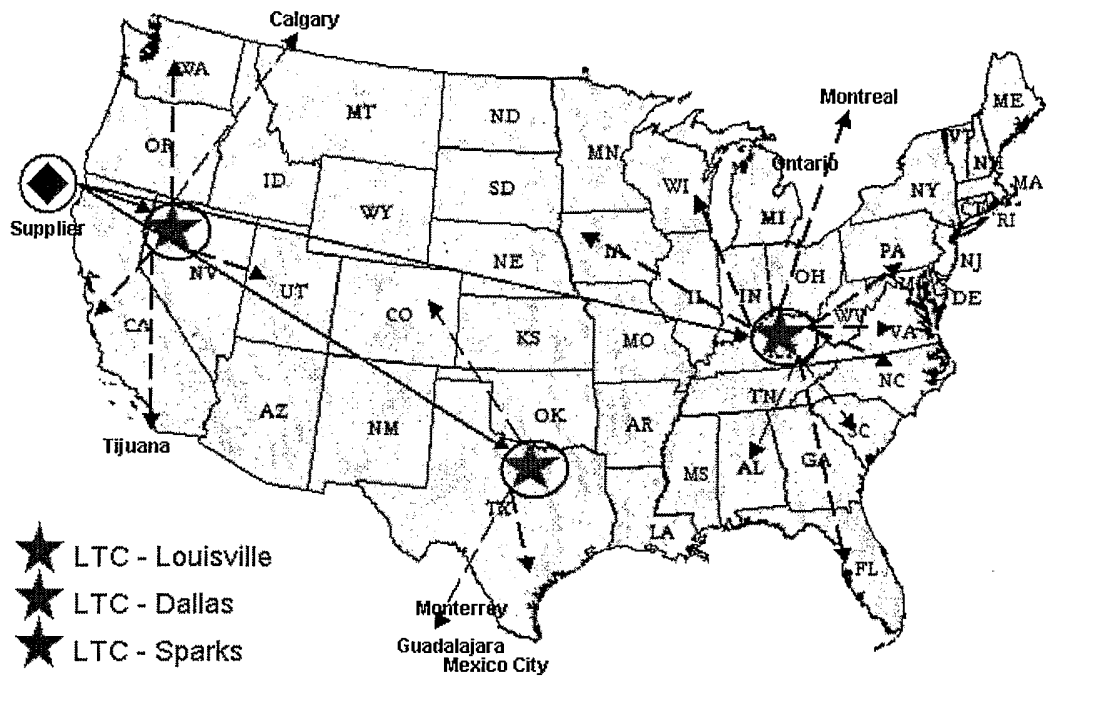 Calgary
WA
MT
ND
MN
Montreal
ME
OR
ID
SD
WI
Ontario
MI
NY
VT
NH
MA
CT
RI
Supplier
WY
IA
PA
NJ
NV
UT
NE
IL
IN
OH
WV
DE
VA
CA
CO
KS
MO
NC
TN
AZ
NM
OK
AR
SC
MS
AL
GA
Tijuana
TX
LA
FL
Monterrey
Guadalajara
Mexico City
LTC - Louisville
LTC - Dallas
LTC - Sparks